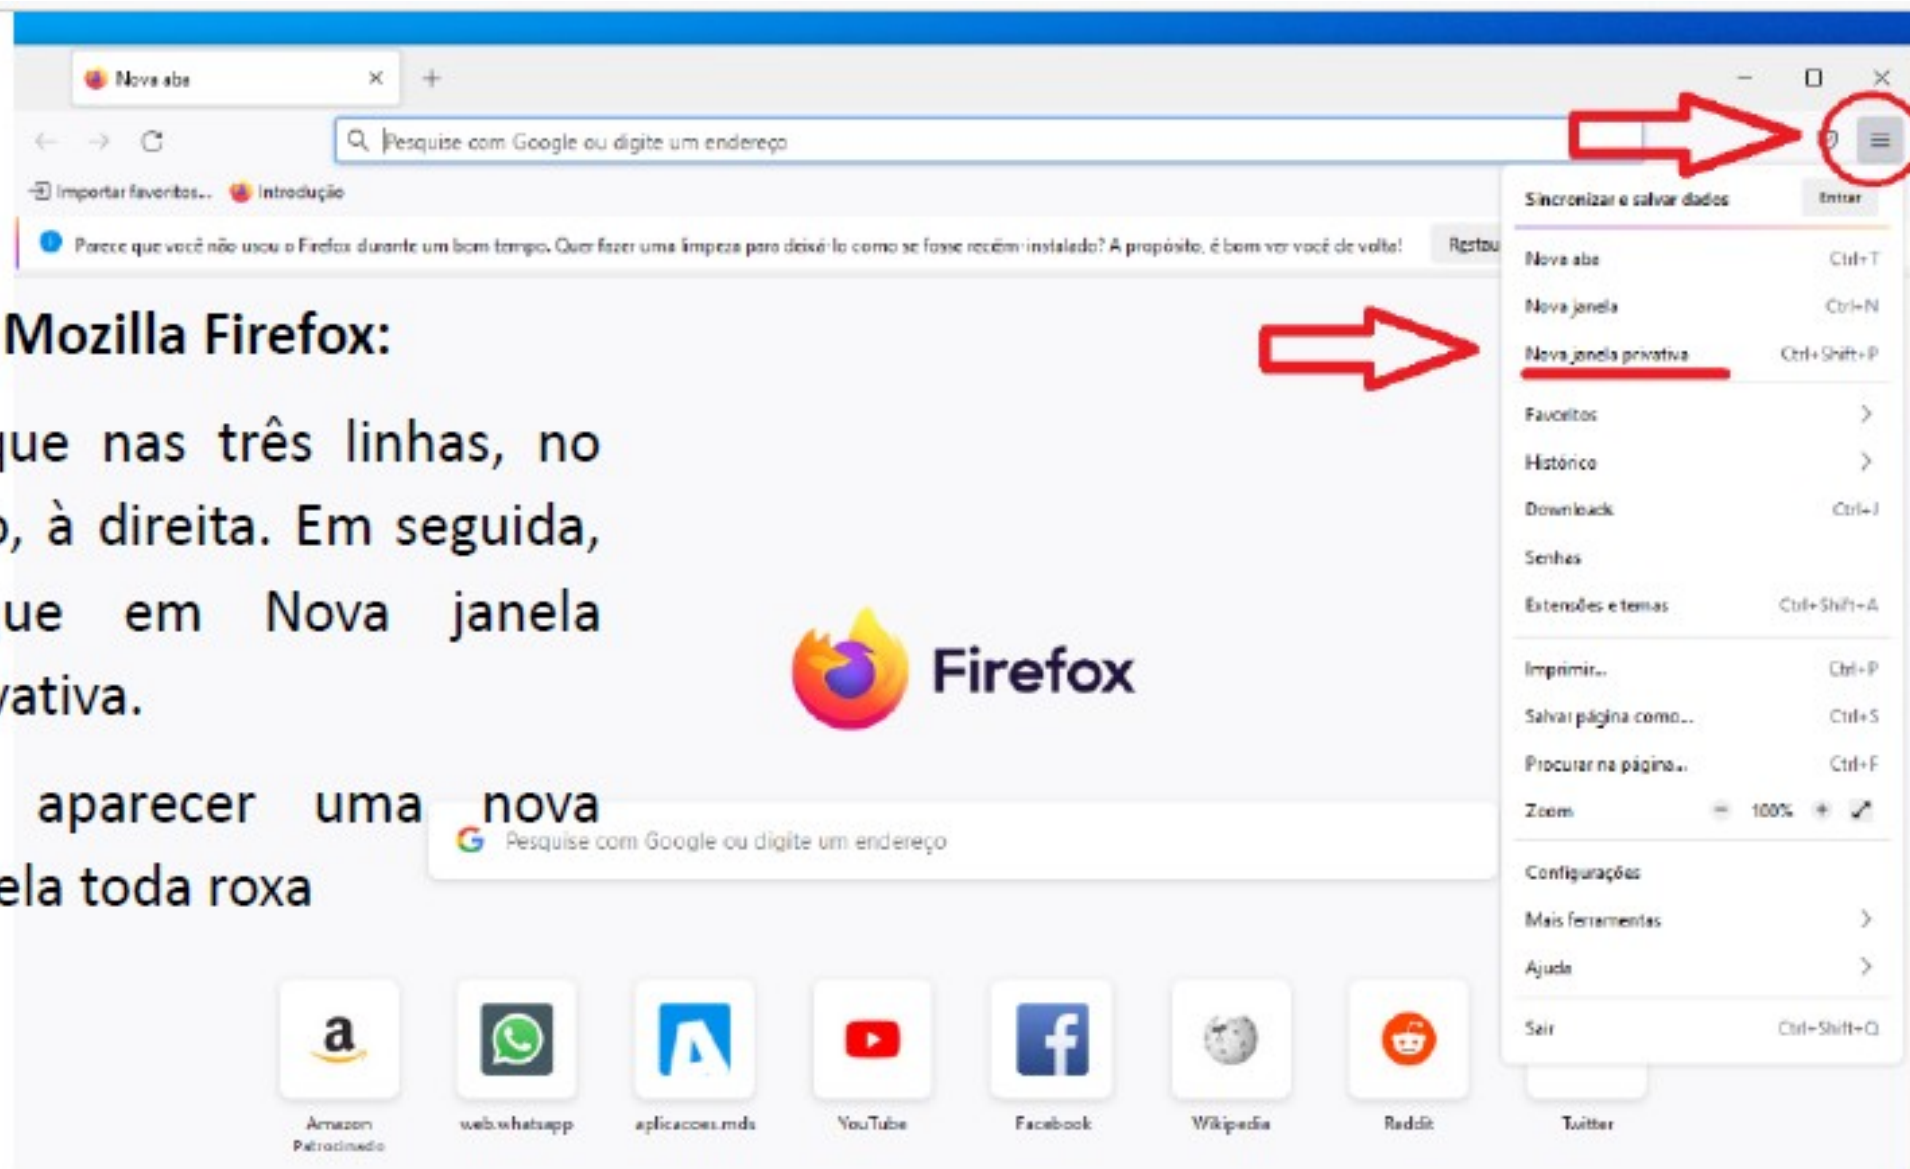 Nova aba
Pesquise com Google ou digite um endereço
Importar favoritos...
Introdução
Parece que você não usou o Firefox durante um bom tempo. Quer fazer uma limpeza para deixá-lo como se fosse recém-instalado? A propósito, é bom ver você de volta!
Restau
Mozilla Firefox:
que nas três linhas, no
o, à direita. Em seguida,
ue em Nova janela
vativa.
aparecer uma nova
ela toda roxa
Firefox
Pesquise com Google ou digite um endereço
Amazon
Patrocinado
web.whatsapp
aplicacoes.mds
YouTube
Facebook
Wikipedia
Reddit
Twitter
Sincronizar e salvar dados Entrar
Nova aba Ctrl+T
Nova janela Ctrl+N
Nova janela privativa Ctrl+Shift+P
Favoritos
Histórico
Downloads Ctrl+J
Senhas
Extensões e temas Ctrl+Shift+A
Imprimir... Ctrl+P
Salvar página como... Ctrl+S
Procurar na página... Ctrl+F
Zoom - 100% +
Configurações
Mais ferramentas
Ajuda
Sair Ctrl+Shift+Q